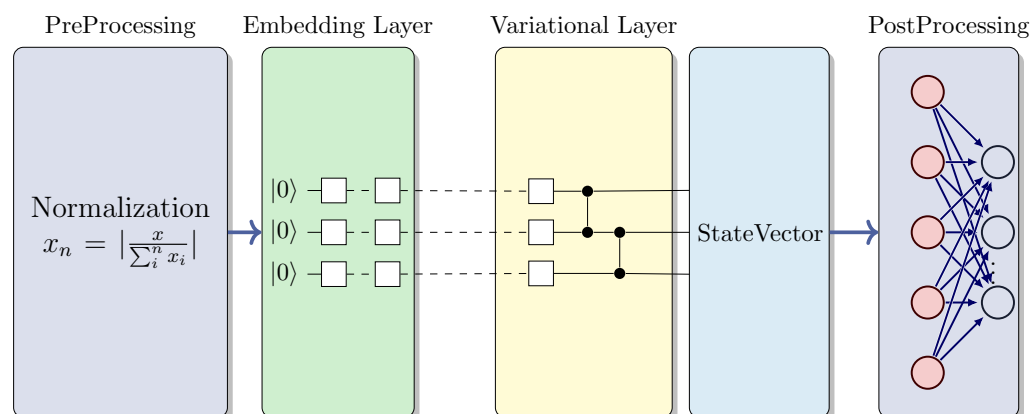 PreProcessing
Embedding Layer
Variational Layer
PostProcessing
Normalization
x_n = |\frac{x}{\sum_i^n x_i}|
|0⟩
|0⟩
|0⟩
StateVector